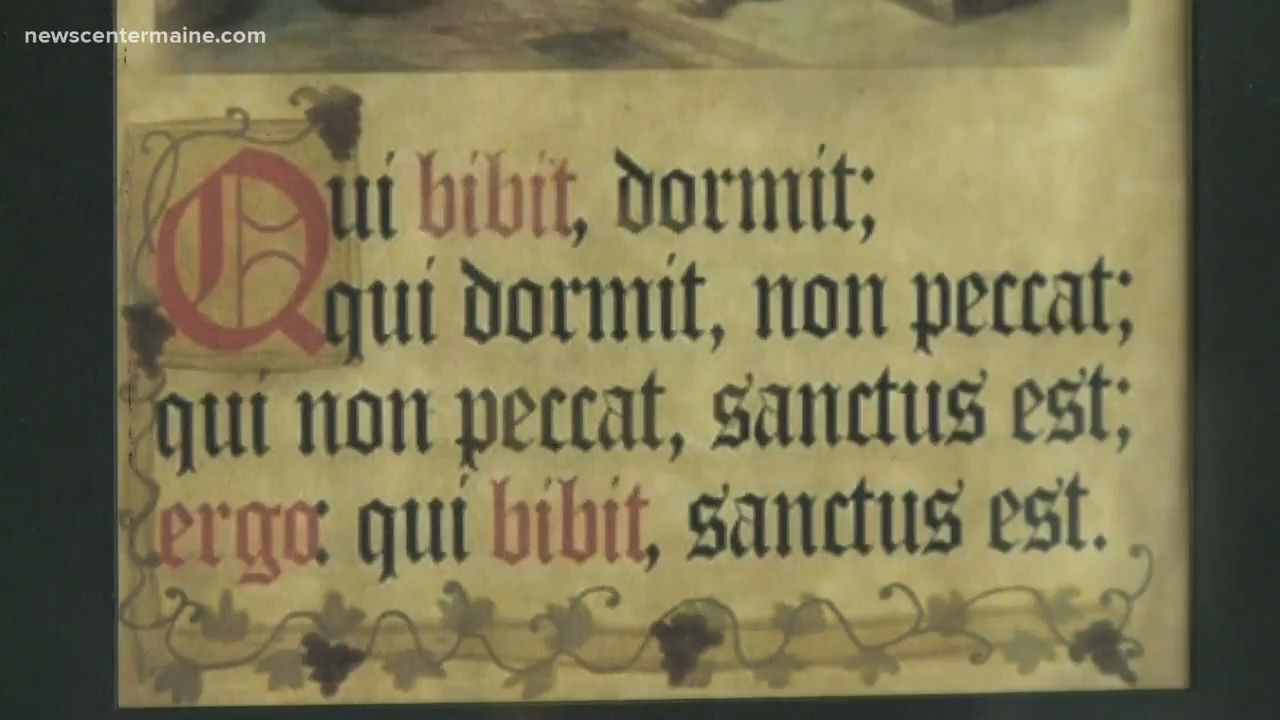 newscentermaine.com
Qui bibit, dormit;
qui dormit, non peccat;
qui non peccat, sanctus est;
ergo: qui bibit, sanctus est.